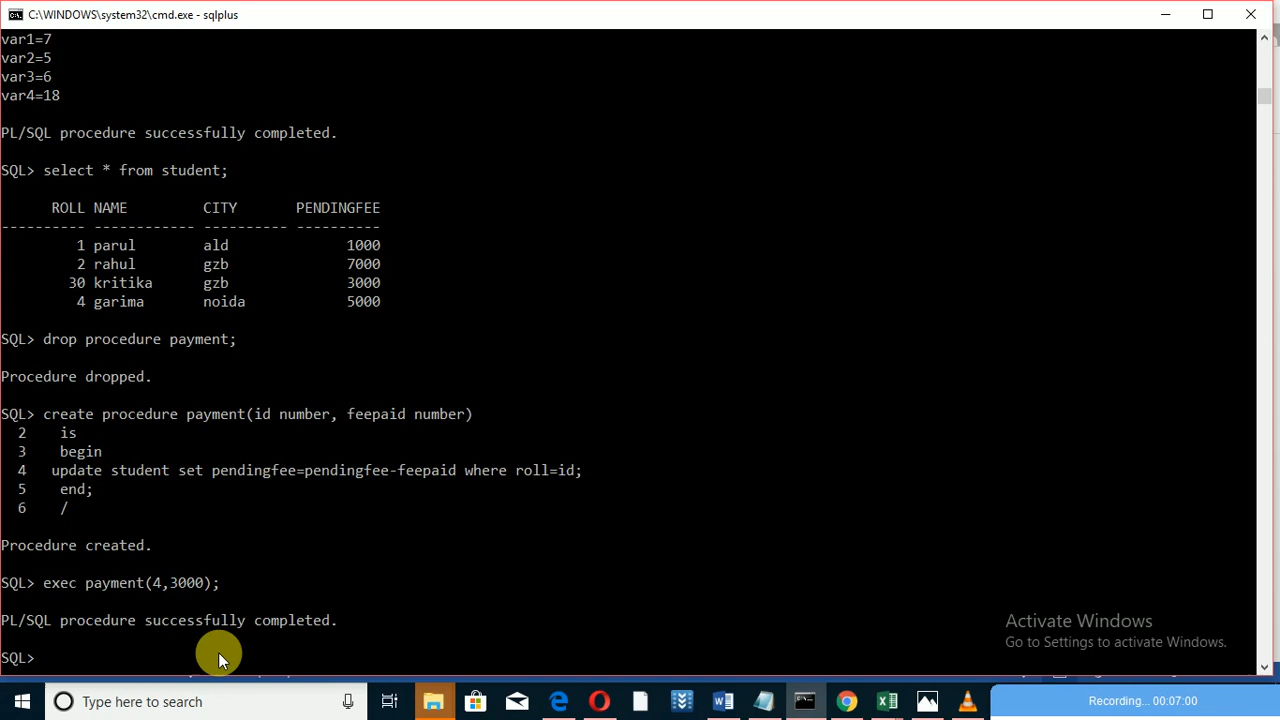 C:\WINDOWS\system32\cmd.exe - sqlplus
var1=7
var2=5
var3=6
var4=18
PL/SQL procedure successfully completed.
SQL> select * from student;
ROLL NAME CITY PENDINGFEE
---------- ------------ ---------- ----------
1 parul ald 1000
2 rahul gzb 7000
30 kritika gzb 3000
4 garima noida 5000
SQL> drop procedure payment;
Procedure dropped.
SQL> create procedure payment(id number, feepaid number)
2 is
3 begin
4 update student set pendingfee=pendingfee-feepaid where roll=id;
5 end;
6 /
Procedure created.
SQL> exec payment(4,3000);
PL/SQL procedure successfully completed.
SQL>
Activate Windows
Go to Settings to activate Windows.
Type here to search
Recording... 00:07:00